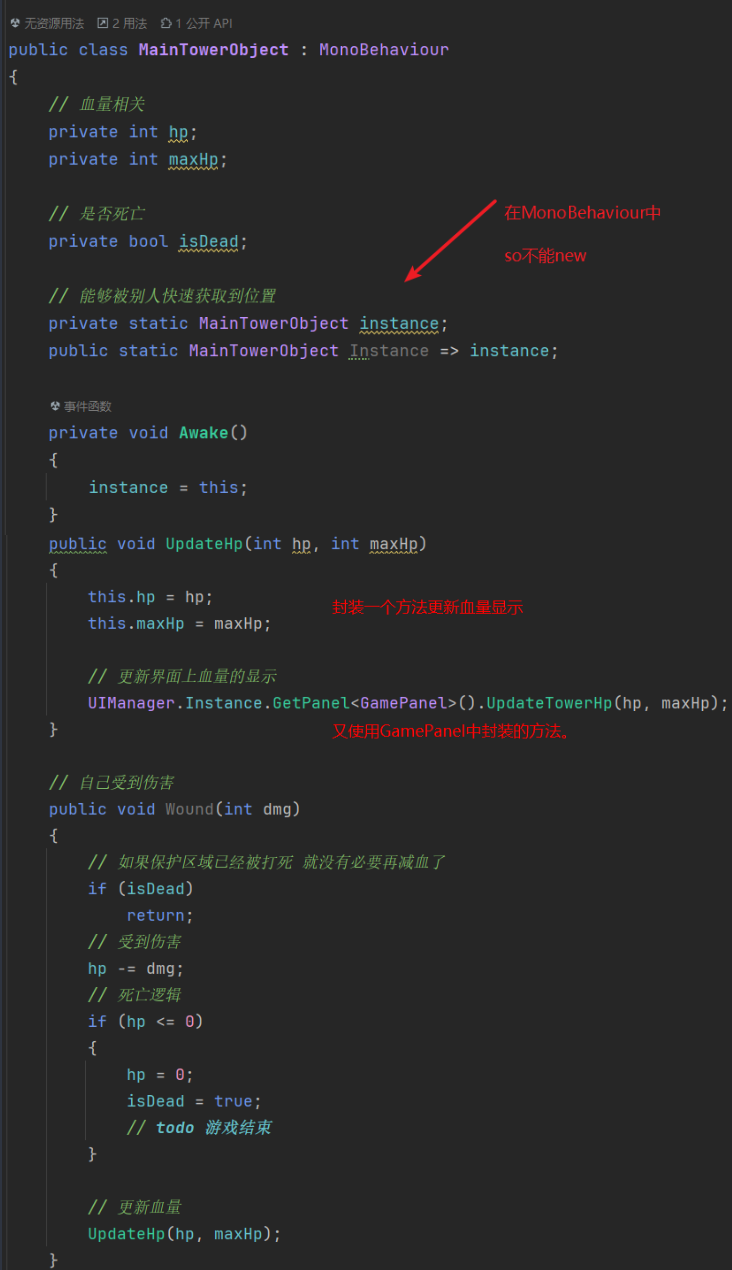 无资源用法 2 用法 1 公开 API
public class MainTowerObject : MonoBehaviour
{
// 血量相关
private int hp;
private int maxHp;
// 是否死亡
private bool isDead;
在MonoBehaviour中
so不能new
// 能够被别人快速获取到位置
private static MainTowerObject instance;
public static MainTowerObject Instance => instance;
事件函数
private void Awake()
{
instance = this;
}
public void UpdateHp(int hp, int maxHp)
{
this.hp = hp;
this.maxHp = maxHp;
封装一个方法更新血量显示
// 更新界面上血量的显示
UIManager.Instance.GetPanel<GamePanel>().UpdateTowerHp(hp, maxHp);
}
又使用GamePanel中封装的方法。
// 自己受到伤害
public void Wound(int dmg)
{
// 如果保护区域已经被打死 就没有必要再减血了
if (isDead)
return;
// 受到伤害
hp -= dmg;
// 死亡逻辑
if (hp <= 0)
{
hp = 0;
isDead = true;
// todo 游戏结束
}
// 更新血量
UpdateHp(hp, maxHp);
}